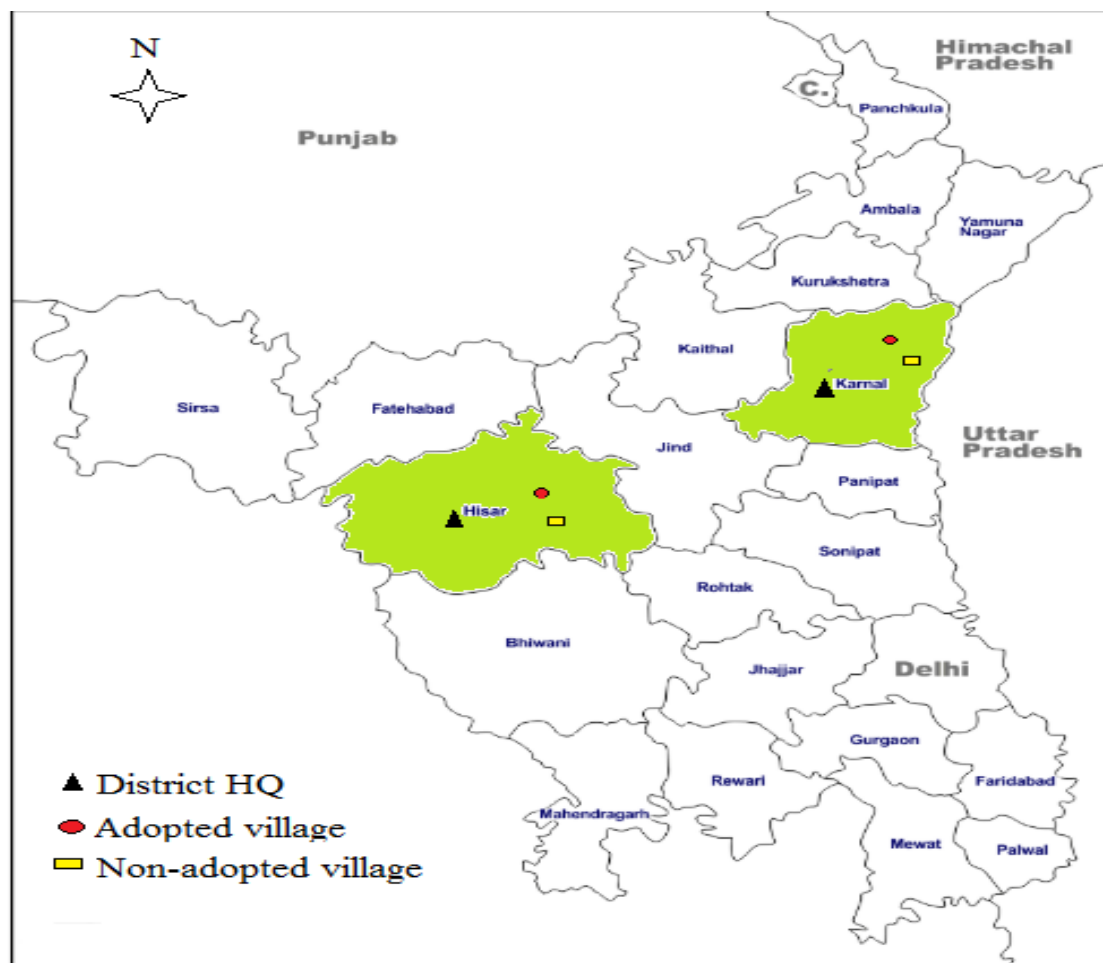 N
Himachal
Pradesh
C.
Panchkula
Punjab
Ambala
Yamuna
Nagar
Kurukshetra
Kaithal
Karnal
Sirsa
Fatehabad
Jind
Uttar
Pradesh
Panipat
Hisar
Sonipat
Rohtak
Bhiwani
Jhajjar
Delhi
Gurgaon
Rewari
Faridabad
Mahendragarh
Mewat
Palwal
District HQ
Adopted village
Non-adopted village